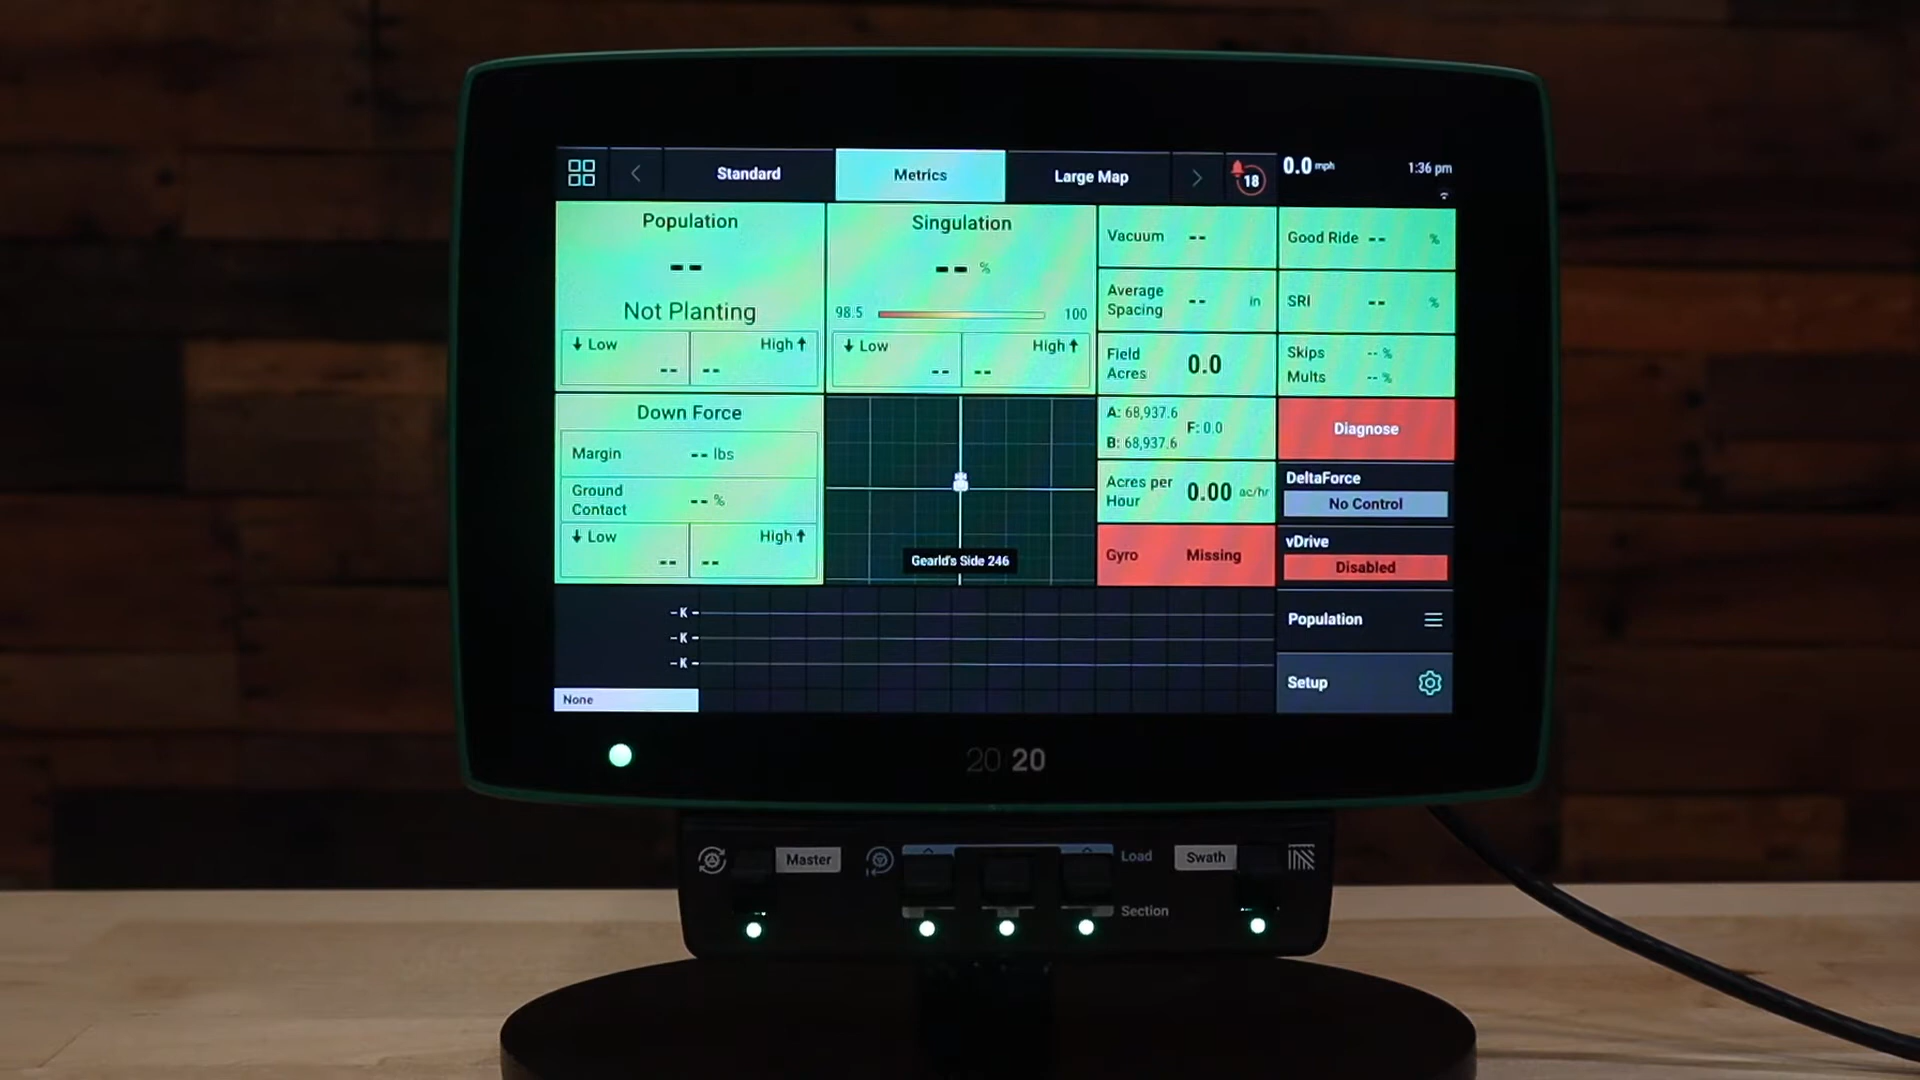 Standard
Metrics
Large Map
18
0.0 mph
1:36 pm
Population
--
Not Planting
Low
High
--
--
Singulation
-- %
98.5
100
Low
High
--
--
Vacuum --
Average Spacing -- in
Field Acres 0.0
A: 68,937.6
B: 68,937.6
F: 0.0
Acres per Hour 0.00 ac/hr
Gyro Missing
Good Ride -- %
SRI -- %
Skips -- %
Mults -- %
Diagnose
DeltaForce
No Control
vDrive
Disabled
Population
Setup
Down Force
Margin -- lbs
Ground Contact -- %
Low
High
--
--
Gearld's Side 246
-K-
-K-
-K-
None
20 20
Master
Load
Section
Swath